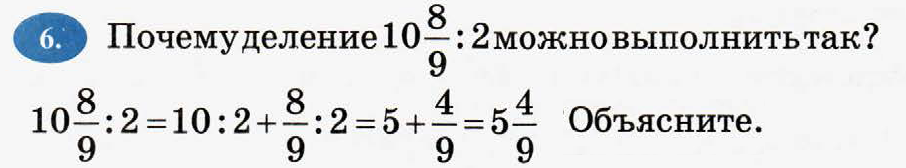 6. Почему деление 10 8/9 : 2 можно выполнить так?
10 8/9 : 2 = 10 : 2 + 8/9 : 2 = 5 + 4/9 = 5 4/9 Объясните.